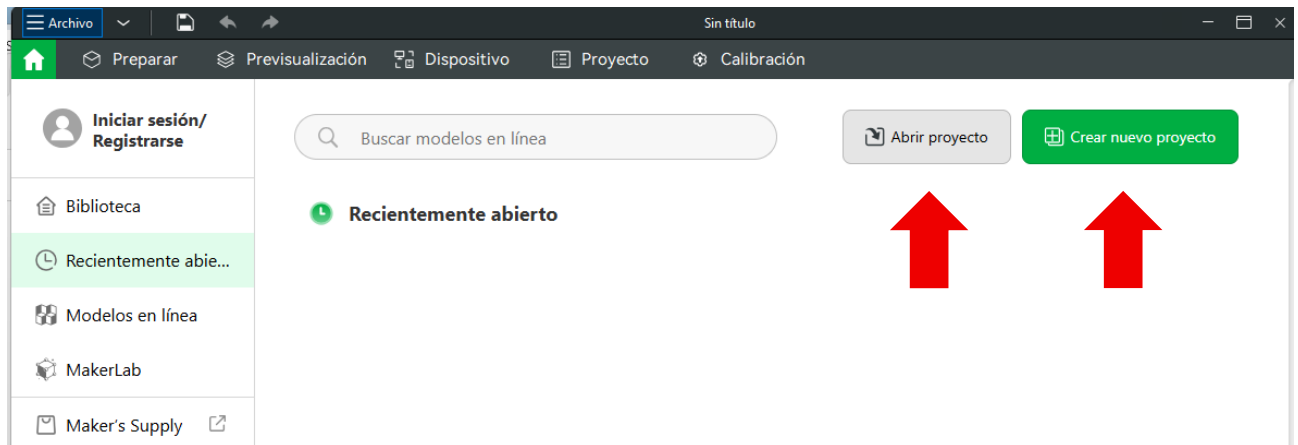 Archivo
Sin título
Preparar
Previsualización
Dispositivo
Proyecto
Calibración
Iniciar sesión/
Registrarse
Buscar modelos en línea
Abrir proyecto
Crear nuevo proyecto
Biblioteca
Recientemente abierto
Recientemente abie...
Modelos en línea
MakerLab
Maker's Supply